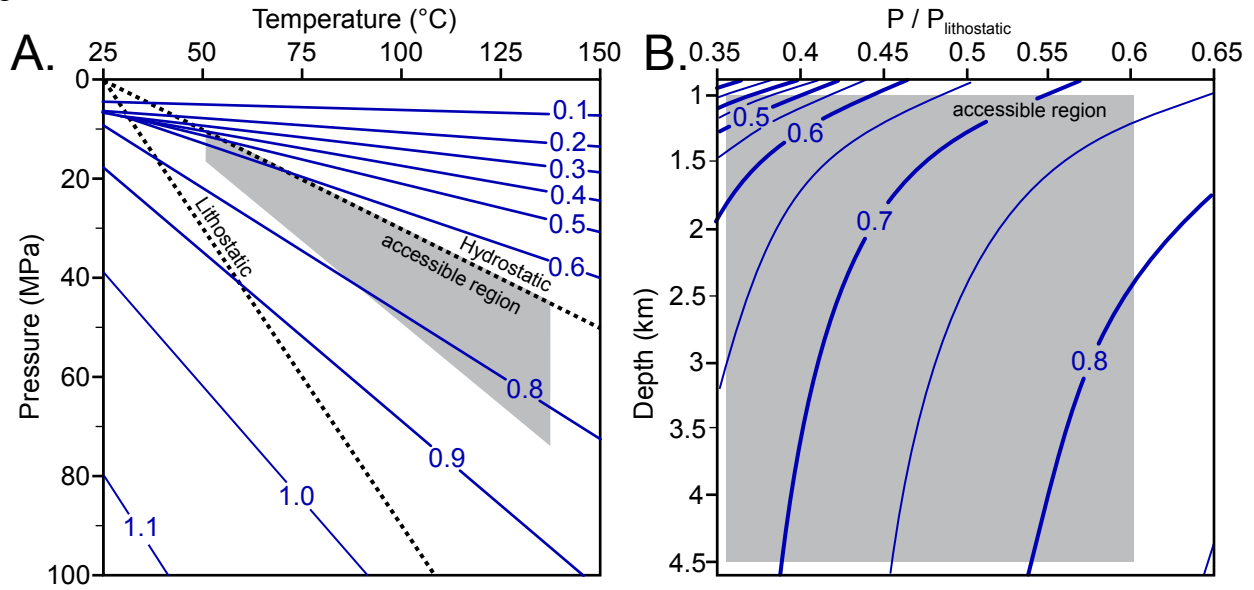 Temperature (°C)
A.
25 50 75 100 125 150
0
20
40
60
80
100
Pressure (MPa)
0.1
0.2
0.3
0.4
0.5
0.6
0.8
0.9
1.0
1.1
Lithostatic
Hydrostatic
accessible region
P / Plithostatic
B.
0.35 0.4 0.45 0.5 0.55 0.6 0.65
1
1.5
2
2.5
3
3.5
4
4.5
Depth (km)
accessible region
0.5
0.6
0.7
0.8